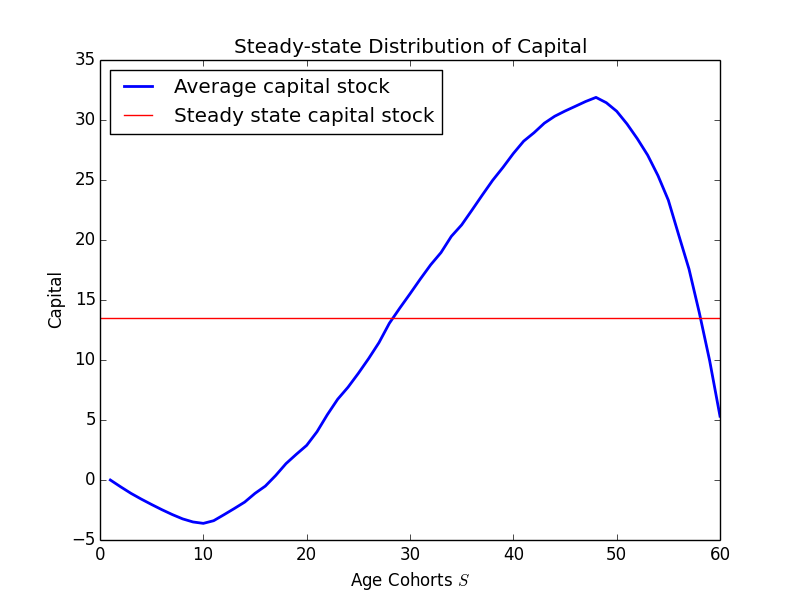 Steady-state Distribution of Capital
35
30
25
20
15
10
5
0
−5
Average capital stock
Steady state capital stock
Capital
0 10 20 30 40 50 60
Age Cohorts S